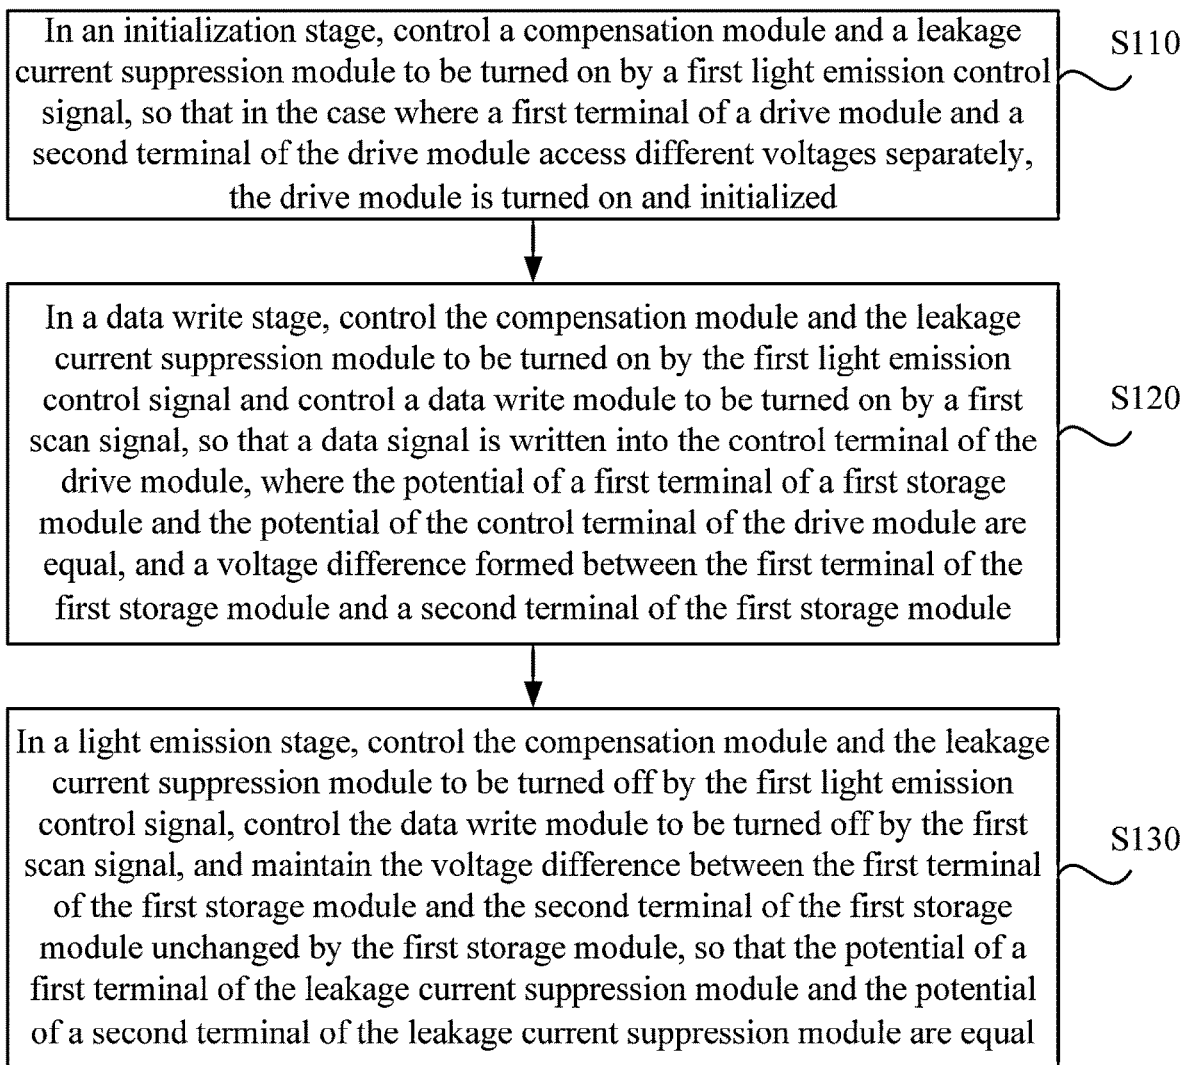 In an initialization stage, control a compensation module and a leakage
current suppression module to be turned on by a first light emission control
signal, so that in the case where a first terminal of a drive module and a
second terminal of the drive module access different voltages separately,
the drive module is turned on and initialized
S110
In a data write stage, control the compensation module and the leakage
current suppression module to be turned on by the first light emission
control signal and control a data write module to be turned on by a first
scan signal, so that a data signal is written into the control terminal of the
drive module, where the potential of a first terminal of a first storage
module and the potential of the control terminal of the drive module are
equal, and a voltage difference formed between the first terminal of the
first storage module and a second terminal of the first storage module
S120
In a light emission stage, control the compensation module and the leakage
current suppression module to be turned off by the first light emission
control signal, control the data write module to be turned off by the first
scan signal, and maintain the voltage difference between the first terminal
of the first storage module and the second terminal of the first storage
module unchanged by the first storage module, so that the potential of a
first terminal of the leakage current suppression module and the potential
of a second terminal of the leakage current suppression module are equal
S130